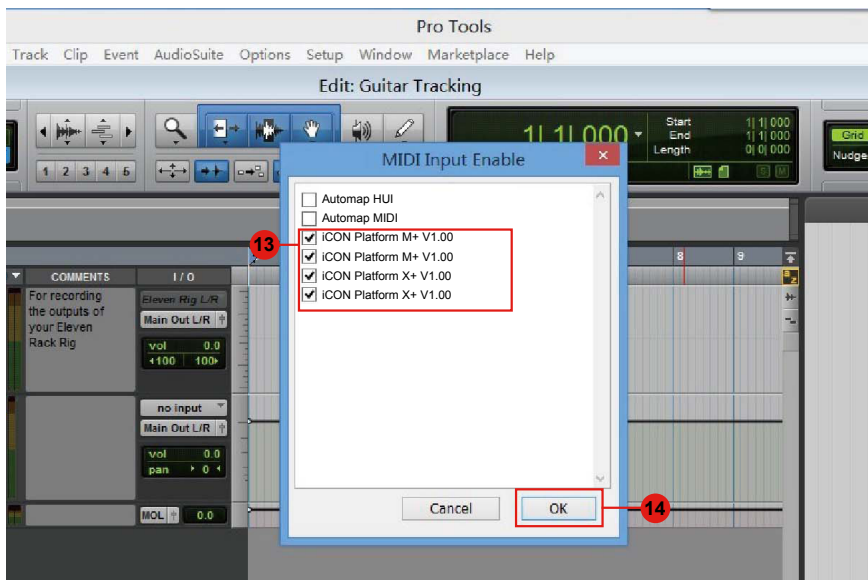 Pro Tools
Track Clip Event AudioSuite Options Setup Window Marketplace Help
Edit: Guitar Tracking
1| 1| 000
Start 1| 1| 000
End 1| 1| 000
Length 0| 0| 000
Grid
Nudge
1 2 3 4 5
S M
MIDI Input Enable
Automap HUI
Automap MIDI
13
iCON Platform M+ V1.00
iCON Platform M+ V1.00
iCON Platform X+ V1.00
iCON Platform X+ V1.00
8 9
COMMENTS I / O
For recording
the outputs of
your Eleven
Rack Rig
Eleven Rig L/R
Main Out L/R
vol 0.0
100 100
no input
Main Out L/R
vol 0.0
pan 0
MOL 0.0
Cancel OK
14